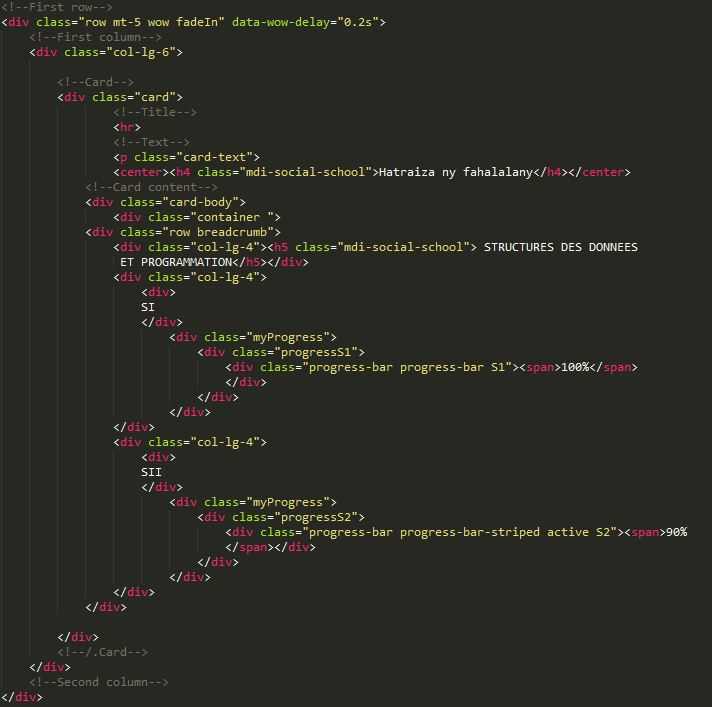 <!--First row-->
<div class="row mt-5 wow fadeIn" data-wow-delay="0.2s">
<!--First column-->
<div class="col-lg-6">
<!--Card-->
<div class="card">
<!--Title-->
<hr>
<!--Text-->
<p class="card-text">
<center><h4 class="mdi-social-school">Hatraiza ny fahalalany</h4></center>
<!--Card content-->
<div class="card-body">
<div class="container ">
<div class="row breadcrumb">
<div class="col-lg-4"><h5 class="mdi-social-school"> STRUCTURES DES DONNEES
ET PROGRAMMATION</h5></div>
<div class="col-lg-4">
<div>
SI
</div>
<div class="myProgress">
<div class="progressS1">
<div class="progress-bar progress-bar S1"><span>100%</span>
</div>
</div>
</div>
</div>
<div class="col-lg-4">
<div>
SII
</div>
<div class="myProgress">
<div class="progressS2">
<div class="progress-bar progress-bar-striped active S2"><span>90%
</span></div>
</div>
</div>
</div>
</div>
</div>
<!--/.Card-->
</div>
<!--Second column-->
</div>